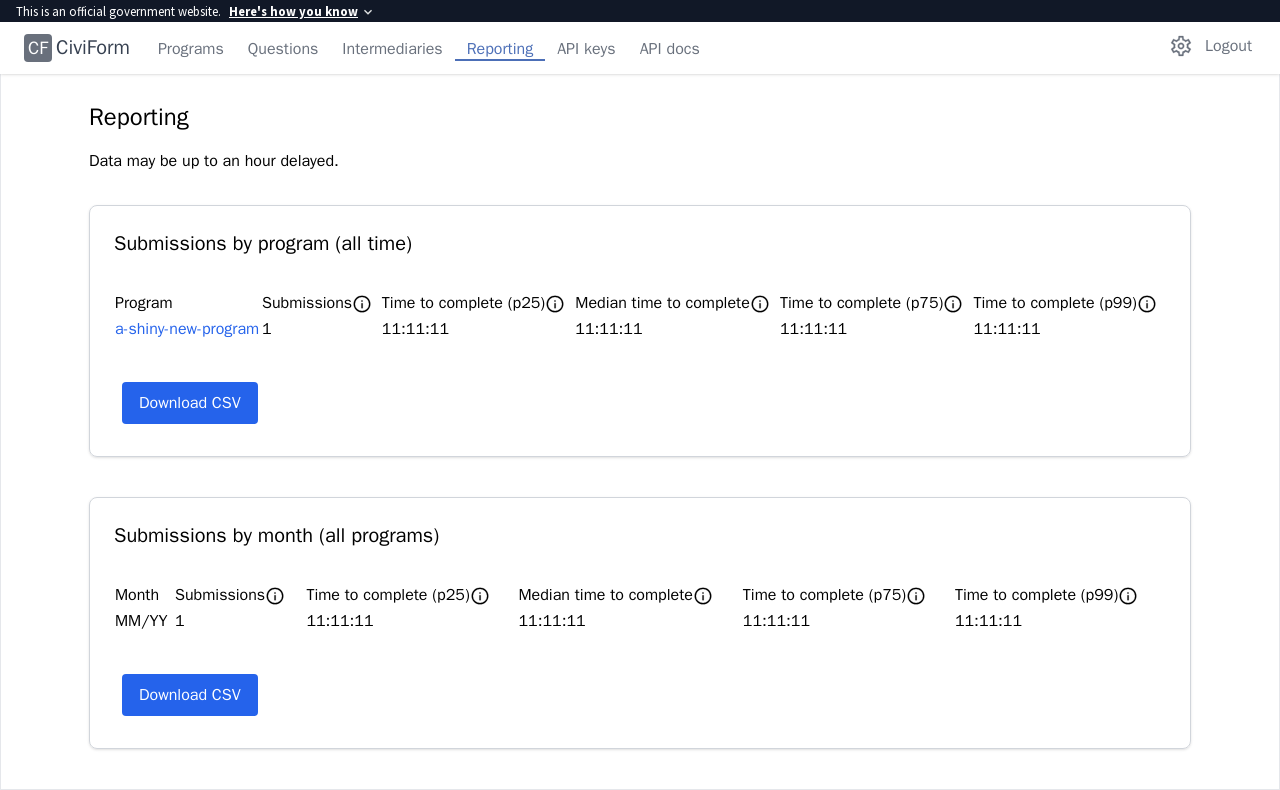 This is an official government website. Here's how you know
CF CiviForm Programs Questions Intermediaries Reporting API keys API docs Logout
Reporting
Data may be up to an hour delayed.
Submissions by program (all time)
Program Submissions Time to complete (p25) Median time to complete Time to complete (p75) Time to complete (p99)
a-shiny-new-program 1 11:11:11 11:11:11 11:11:11 11:11:11
Download CSV
Submissions by month (all programs)
Month Submissions Time to complete (p25) Median time to complete Time to complete (p75) Time to complete (p99)
MM/YY 1 11:11:11 11:11:11 11:11:11 11:11:11
Download CSV